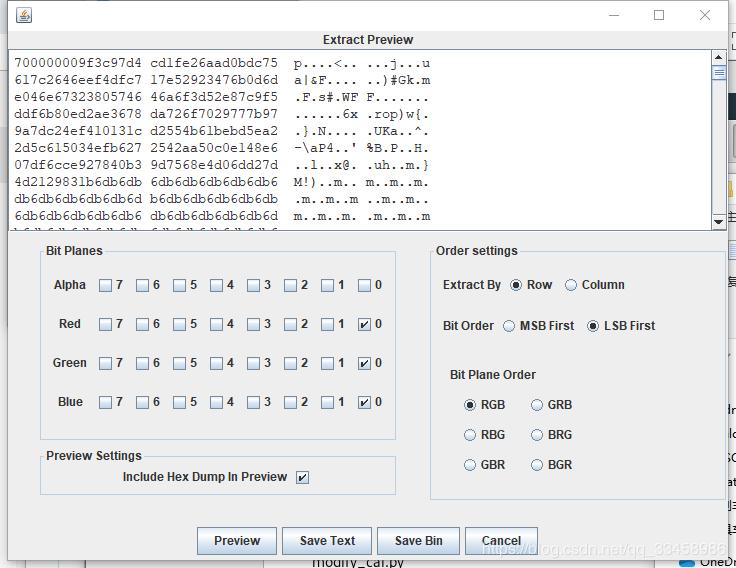 Extract Preview
700000009f3c97d4 cd1fe26aad0bdc75 p....<.. ...j...u
617c2646eef4dfc7 17e52923476b0d6d a|&F.... ..)#Gk.m
e046e67323805746 46a6f3d52e87c9f5 .F.s#.WF F.......
ddf6b80ed2ae3678 da726f7029777b97 ......6x .rop)w{.
9a7dc24ef410131c d2554b61bebd5ea2 .}.N.... .UKa..^.
2d5c615034efb627 2542aa50c0e148e6 -\aP4..' %B.P..H.
07df6cce927840b3 9d7568e4d06dd27d ..l..x@. .uh..m.}
4d2129831b6db6db 6db6db6db6db6db6 M!)..m.. m..m..m.
db6db6db6db6db6d b6db6db6db6db6db .m..m..m ..m..m..
6db6db6db6db6db6 db6db6db6db6db6d m..m..m. .m..m..m
Bit Planes
Order settings
Alpha 7 6 5 4 3 2 1 0
Extract By Row Column
Red 7 6 5 4 3 2 1 0
Bit Order MSB First LSB First
Green 7 6 5 4 3 2 1 0
Bit Plane Order
Blue 7 6 5 4 3 2 1 0
RGB GRB
RBG BRG
Preview Settings
GBR BGR
Include Hex Dump In Preview
Preview Save Text Save Bin Cancel
https://blog.csdn.net/qq_33458986
modify_cal.py
OneD